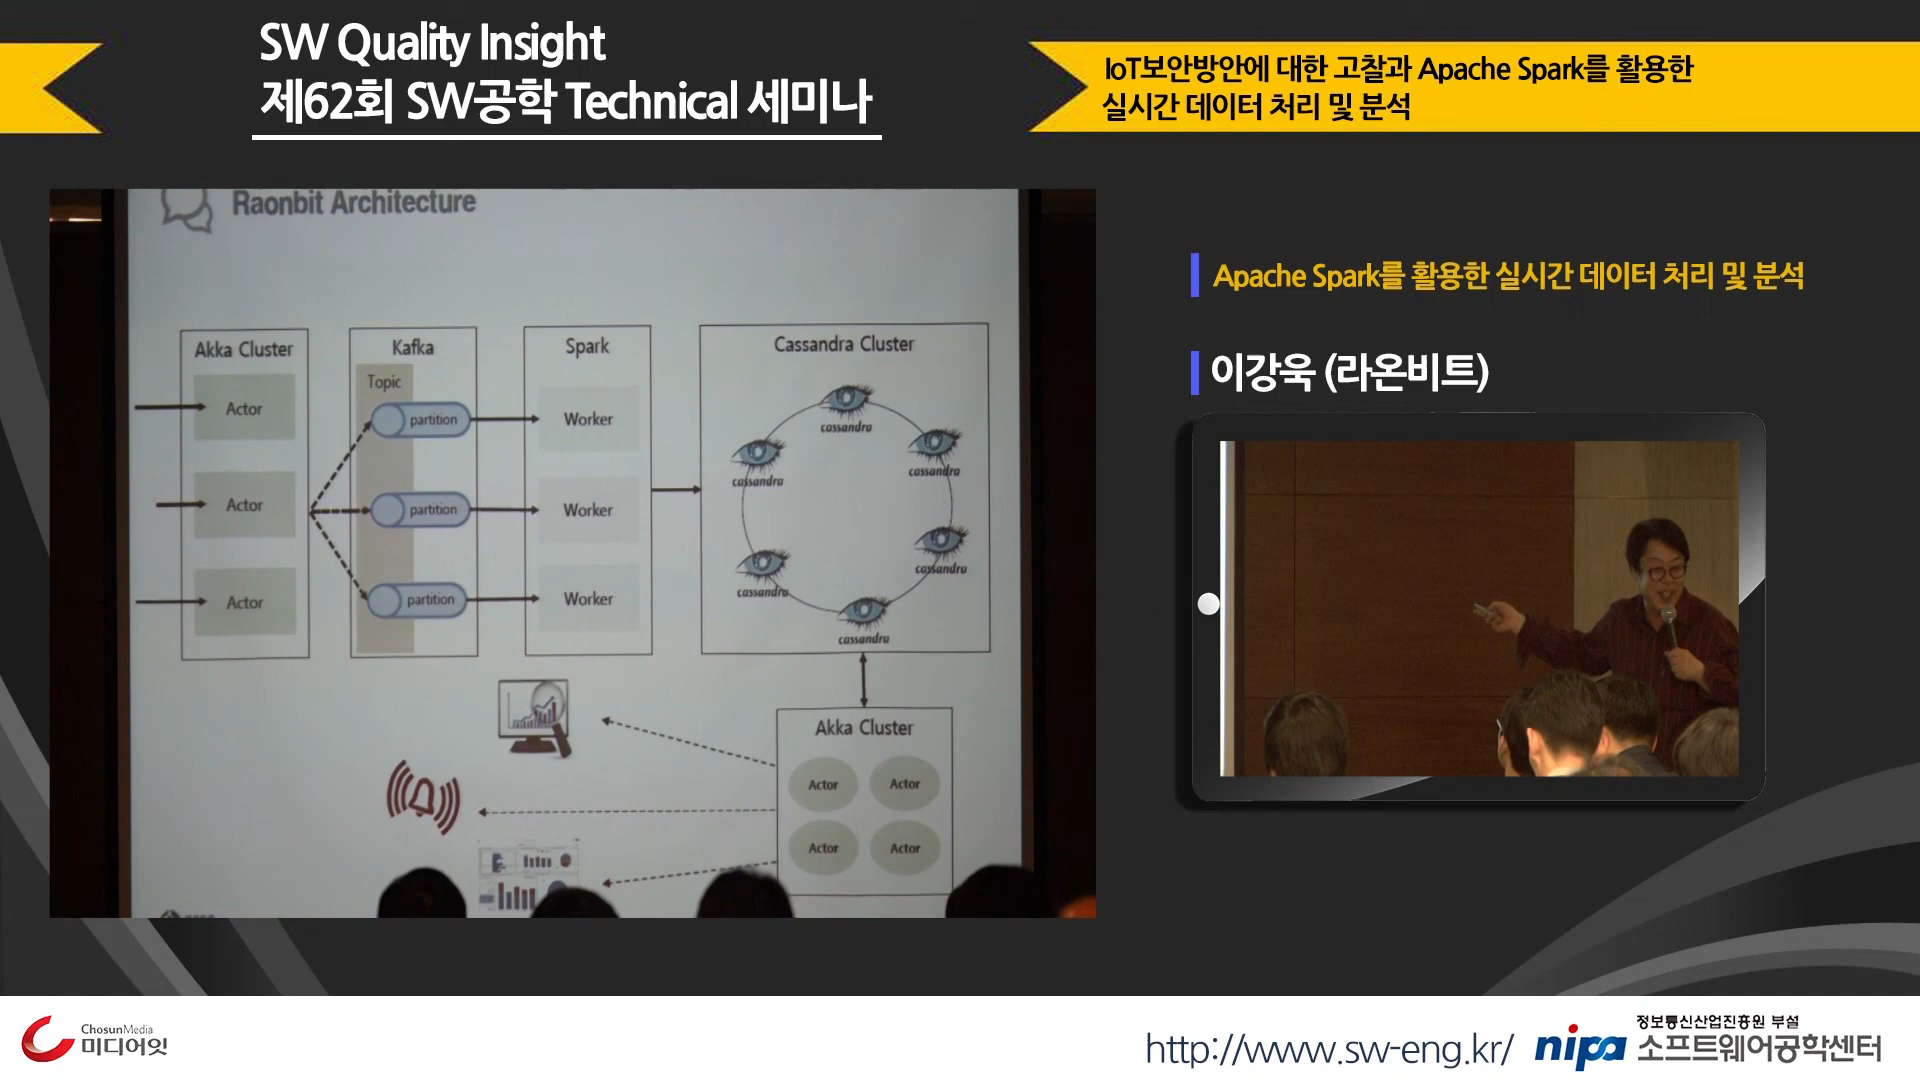 SW Quality Insight
제62회 SW공학 Technical 세미나
IoT보안방안에 대한 고찰과 Apache Spark를 활용한
실시간 데이터 처리 및 분석
Raonbit Architecture
Akka Cluster
Actor
Actor
Actor
Kafka
Topic
partition
partition
partition
Spark
Worker
Worker
Worker
Cassandra Cluster
cassandra
cassandra
cassandra
cassandra
cassandra
cassandra
Akka Cluster
Actor
Actor
Actor
Actor
Apache Spark를 활용한 실시간 데이터 처리 및 분석
이강욱 (라온비트)
ChosunMedia
미디어잇
http://www.sw-eng.kr/
nipa
정보통신산업진흥원 부설
소프트웨어공학센터